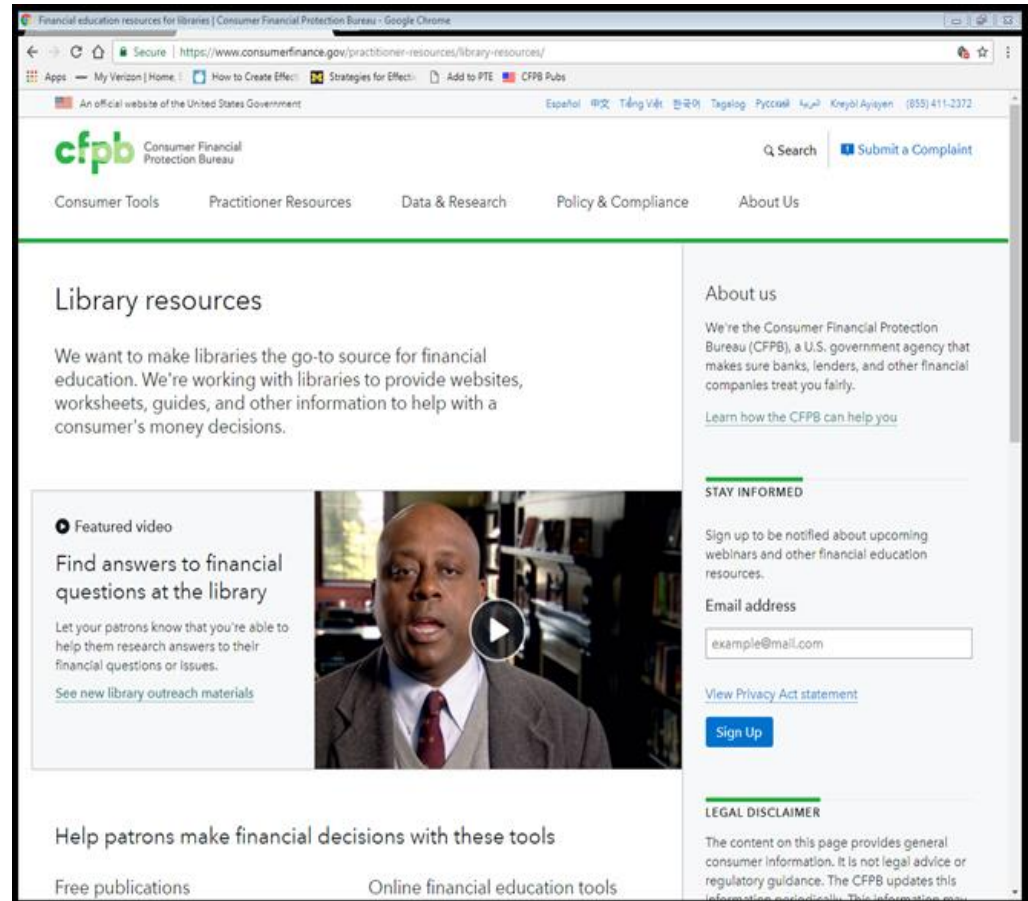 Financial education resources for libraries | Consumer Financial Protection Bureau - Google Chrome
Secure | https://www.consumerfinance.gov/practitioner-resources/library-resources/
Apps My Verizon | Home, How to Create Effect Strategies for Effect Add to PTE CFPB Pubs
An official website of the United States Government
Español 中文 Tiếng Việt 한국어 Tagalog Русский العربية Kreyòl Ayisyen (855) 411-2372
cfpb Consumer Financial
Protection Bureau
Search Submit a Complaint
Consumer Tools Practitioner Resources Data & Research Policy & Compliance About Us
Library resources
We want to make libraries the go-to source for financial
education. We're working with libraries to provide websites,
worksheets, guides, and other information to help with a
consumer's money decisions.
Featured video
Find answers to financial
questions at the library
Let your patrons know that you're able to
help them research answers to their
financial questions or issues.
See new library outreach materials
Help patrons make financial decisions with these tools
Free publications Online financial education tools
About us
We're the Consumer Financial Protection
Bureau (CFPB), a U.S. government agency that
makes sure banks, lenders, and other financial
companies treat you fairly.
Learn how the CFPB can help you
STAY INFORMED
Sign up to be notified about upcoming
webinars and other financial education
resources.
Email address
example@mail.com
View Privacy Act statement
Sign Up
LEGAL DISCLAIMER
The content on this page provides general
consumer information. It is not legal advice or
regulatory guidance. The CFPB updates this
information periodically. This information may